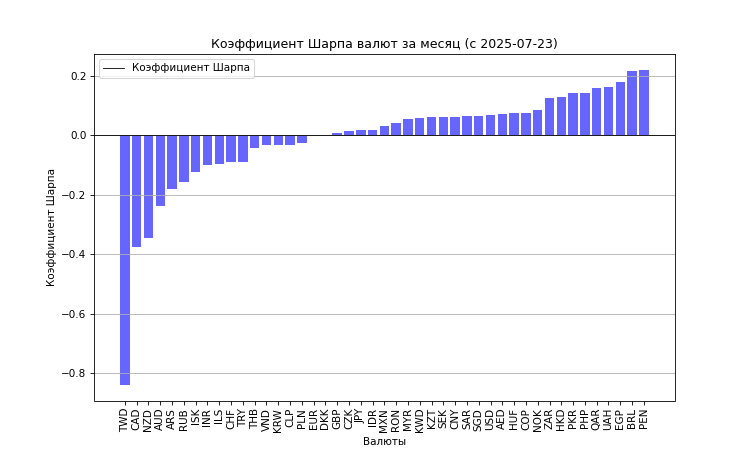 Коэффициент Шарпа валют за месяц (с 2025-07-23)
Коэффициент Шарпа
Коэффициент Шарпа
0.2
0.0
−0.2
−0.4
−0.6
−0.8
TWD CAD NZD AUD ARS RUB ISK INR ILS CHF TRY THB VND KRW CLP PLN EUR DKK GBP CZK JPY IDR MXN RON MYR KWD KZT SEK CNY SAR SGD USD AED HUF COP NOK ZAR HKD PKR PHP QAR UAH EGP BRL PEN
Валюты